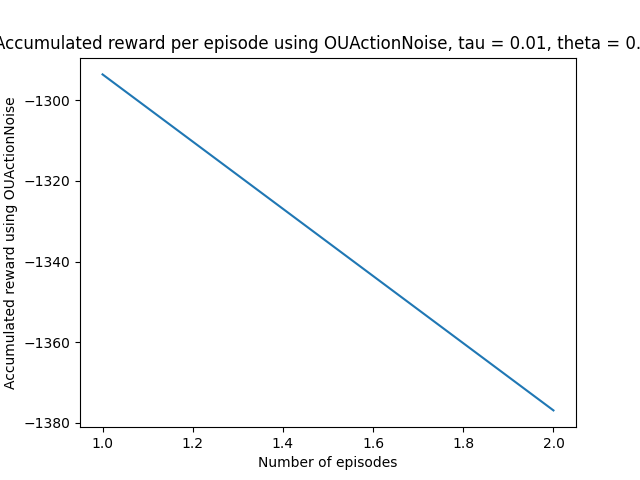 Accumulated reward per episode using OUActionNoise, tau = 0.01, theta = 0.
Accumulated reward using OUActionNoise
−1300
−1320
−1340
−1360
−1380
1.0 1.2 1.4 1.6 1.8 2.0
Number of episodes